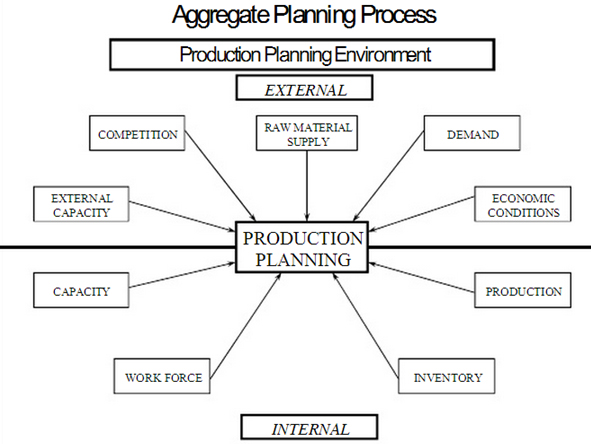 Aggregate Planning Process
Production Planning Environment
EXTERNAL
COMPETITION
RAW MATERIAL
SUPPLY
DEMAND
EXTERNAL
CAPACITY
ECONOMIC
CONDITIONS
PRODUCTION
PLANNING
CAPACITY
PRODUCTION
WORK FORCE
INVENTORY
INTERNAL